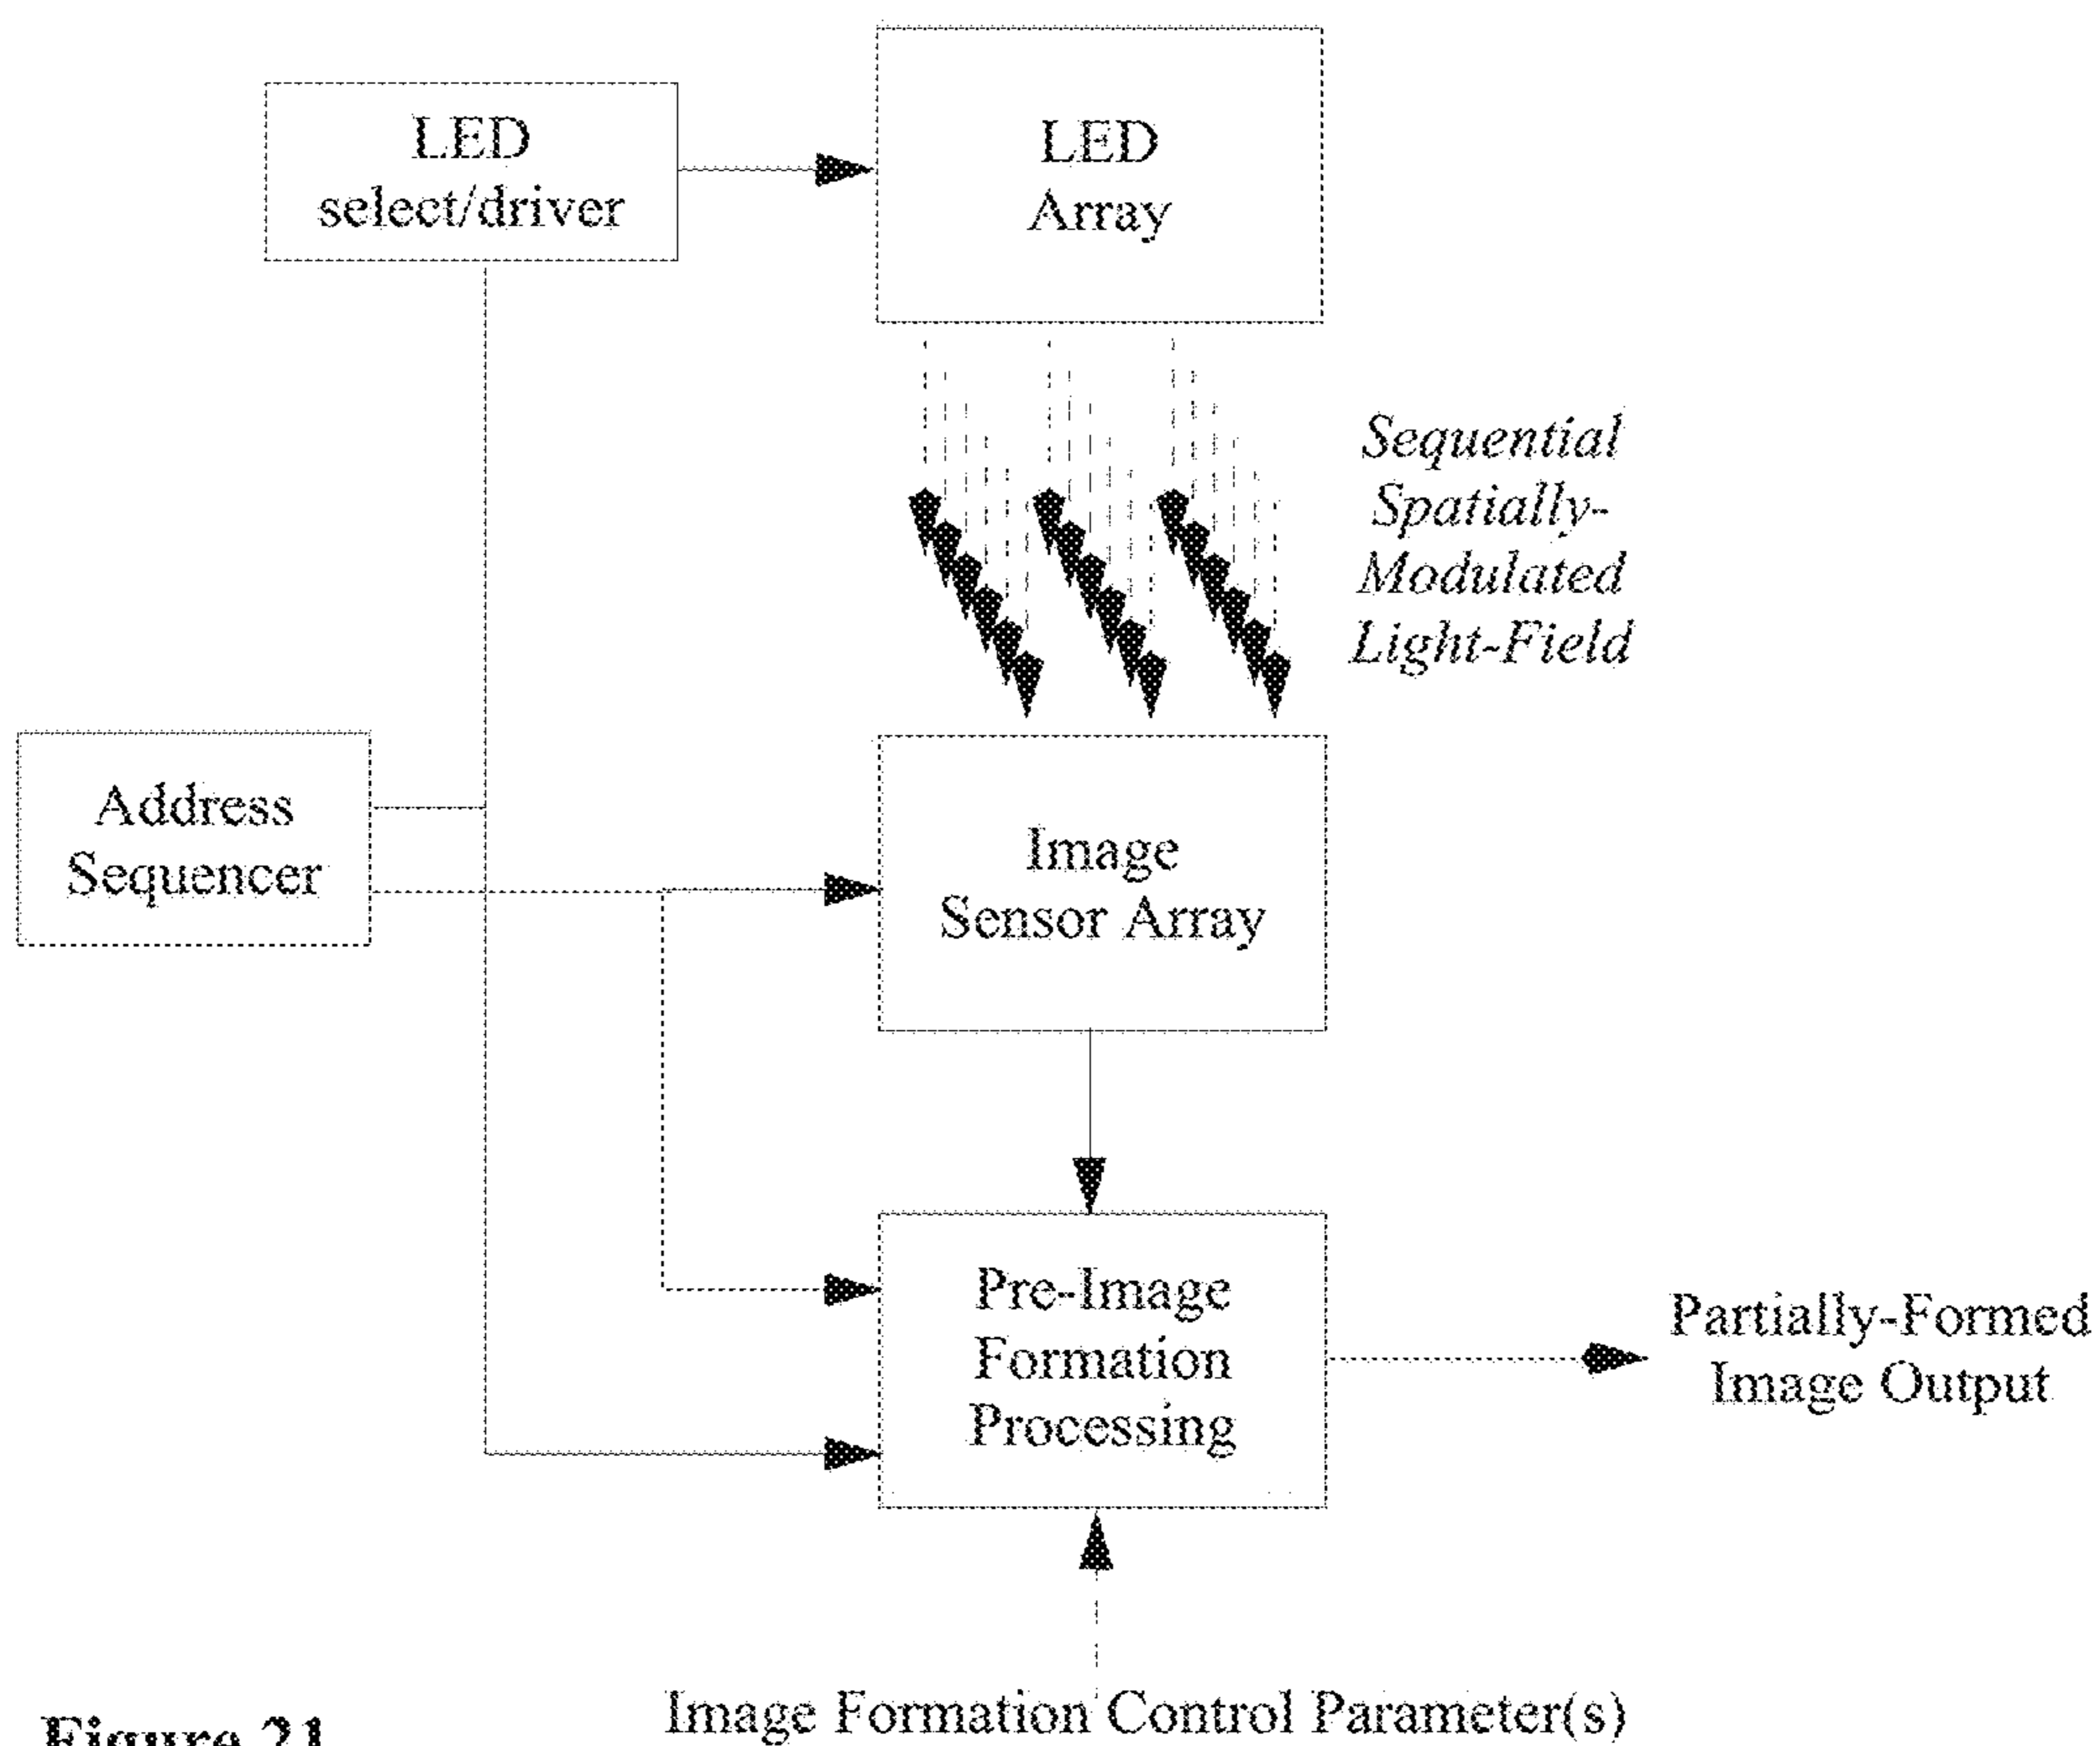 LED
select/driver
LED
Array
Sequential
Spatially-
Modulated
Light-Field
Address
Sequencer
Image
Sensor Array
Pre-Image
Formation
Processing
Partially-Formed
Image Output
Image Formation Control Parameter(s)
Figure 21